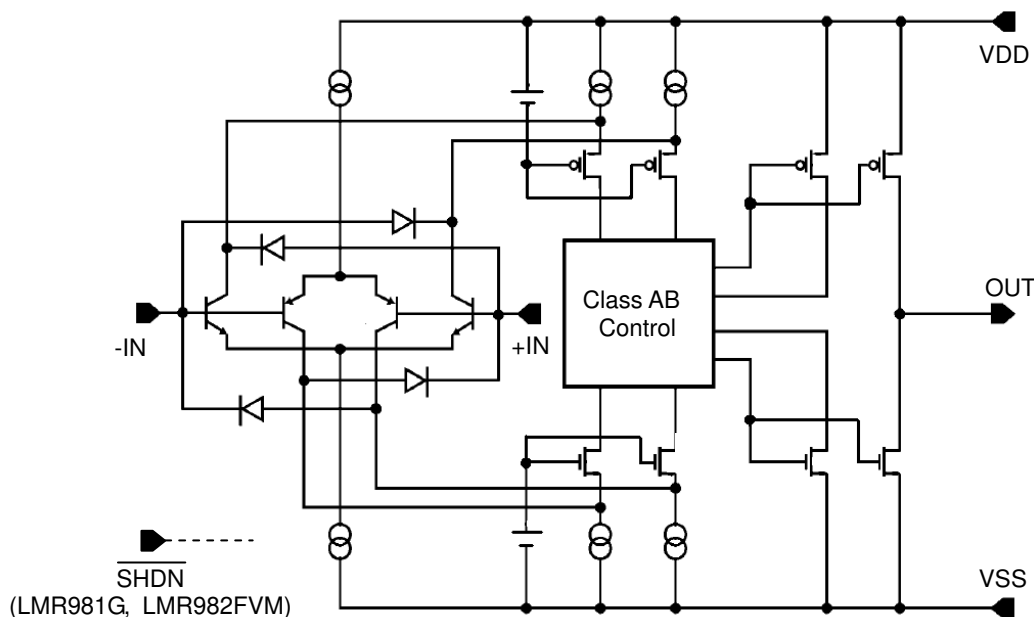 VDD
Class AB
Control
OUT
-IN
+IN
SHDN
(LMR981G, LMR982FVM)
VSS